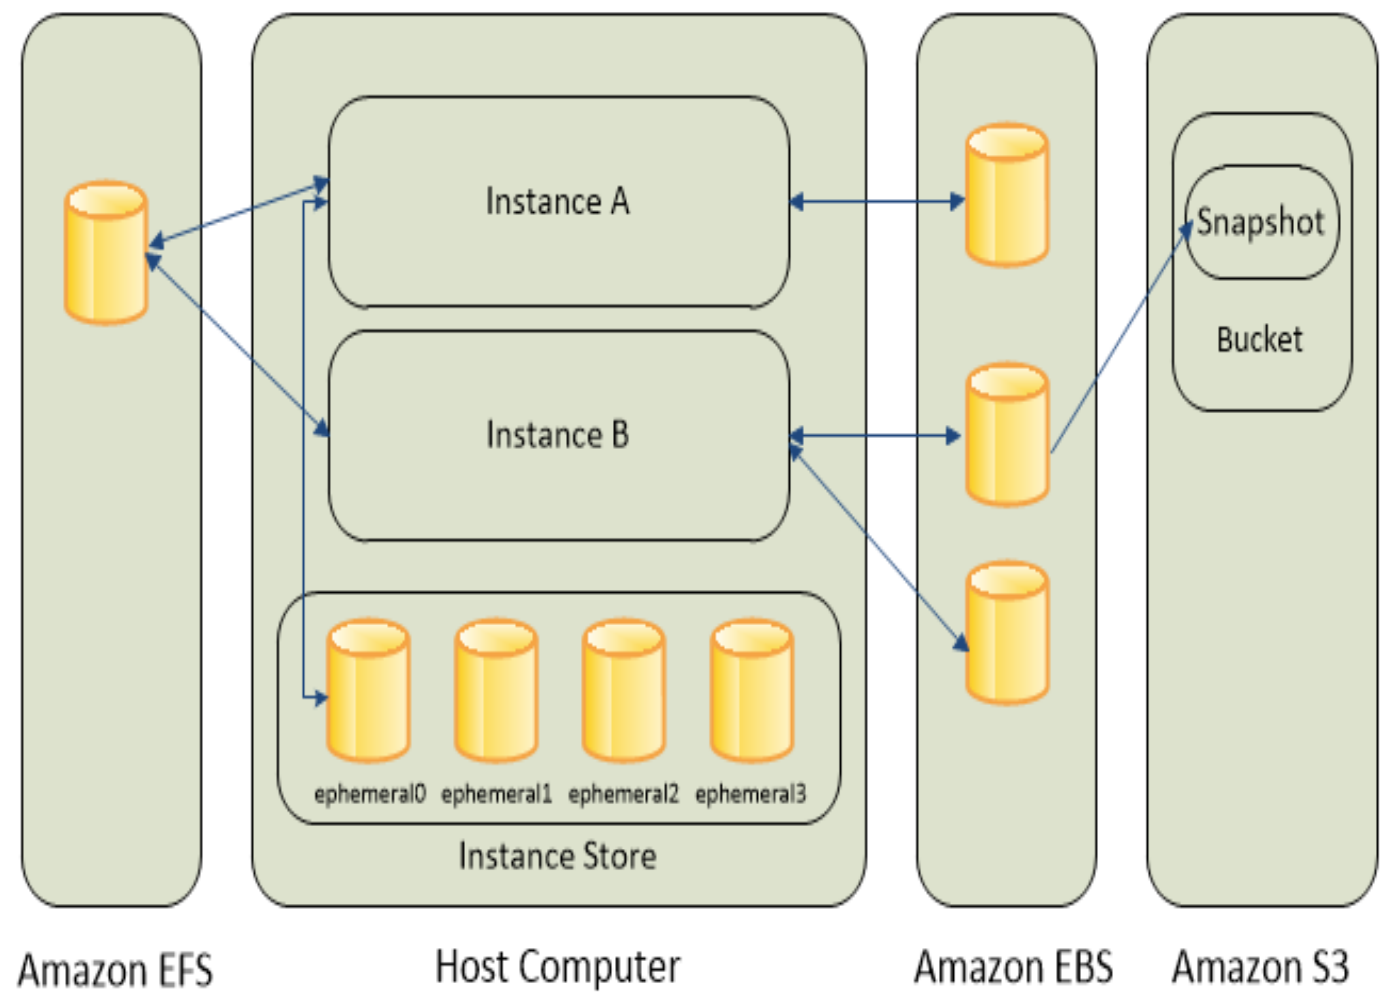 Instance A
Snapshot
Bucket
Instance B
ephemeral0 ephemeral1 ephemeral2 ephemeral3
Instance Store
Amazon EFS
Host Computer
Amazon EBS
Amazon S3